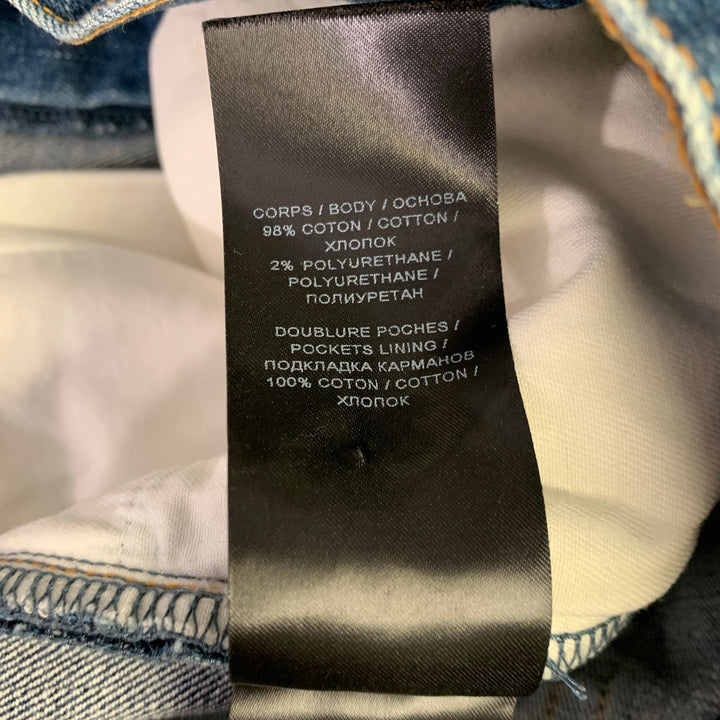 CORPS / BODY / ОСНОВА
98% COTON / COTTON /
ХЛОПОК
2% POLYURETHANE /
POLYURETHANE /
ПОЛИУРЕТАН
DOUBLURE POCHES /
POCKETS LINING /
ПОДКЛАДКА КАРМАНОВ
100% COTON / COTTON /
ХЛОПОК